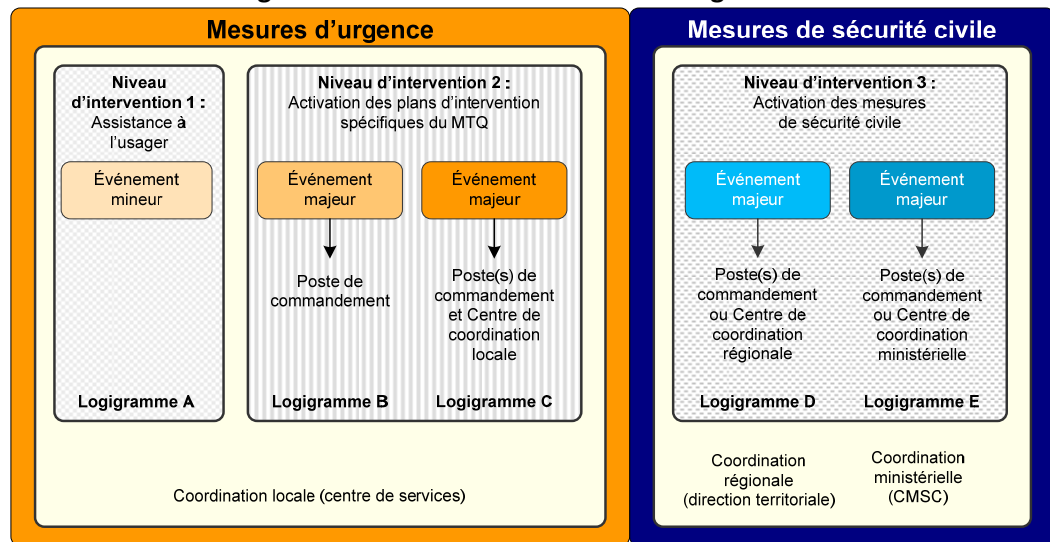 Mesures d'urgence
Mesures de sécurité civile
Niveau
d'intervention 1 :
Assistance à
l'usager
Événement
mineur
Logigramme A
Niveau d'intervention 2 :
Activation des plans d'intervention
spécifiques du MTQ
Événement
majeur
Poste de
commandement
Logigramme B
Événement
majeur
Poste(s) de
commandement
et Centre de
coordination
locale
Logigramme C
Coordination locale (centre de services)
Niveau d'intervention 3 :
Activation des mesures
de sécurité civile
Événement
majeur
Poste(s) de
commandement
ou Centre de
coordination
régionale
Logigramme D
Événement
majeur
Poste(s) de
commandement
ou Centre de
coordination
ministérielle
Logigramme E
Coordination
régionale
(direction territoriale)
Coordination
ministérielle
(CMSC)